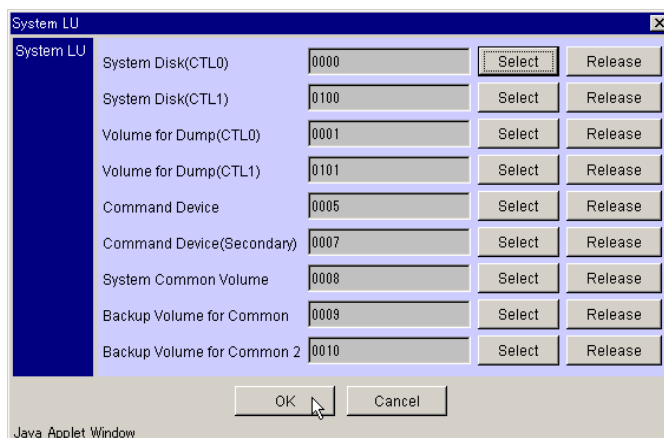 System LU
System LU
System Disk(CTL0) 0000 Select Release
System Disk(CTL1) 0100 Select Release
Volume for Dump(CTL0) 0001 Select Release
Volume for Dump(CTL1) 0101 Select Release
Command Device 0005 Select Release
Command Device(Secondary) 0007 Select Release
System Common Volume 0008 Select Release
Backup Volume for Common 0009 Select Release
Backup Volume for Common 2 0010 Select Release
OK Cancel
Java Applet Window